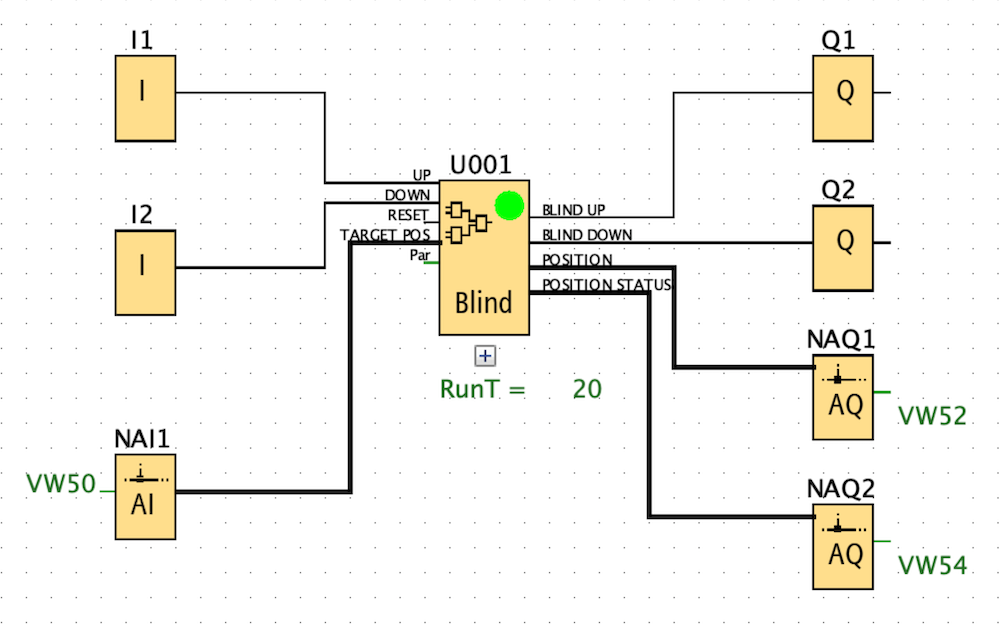 I1
I
I2
I
NAI1
VW50
AI
U001
UP
DOWN
RESET
TARGET POS
Par
Blind
RunT = 20
BLIND UP
BLIND DOWN
POSITION
POSITION STATUS
Q1
Q
Q2
Q
NAQ1
AQ
VW52
NAQ2
AQ
VW54